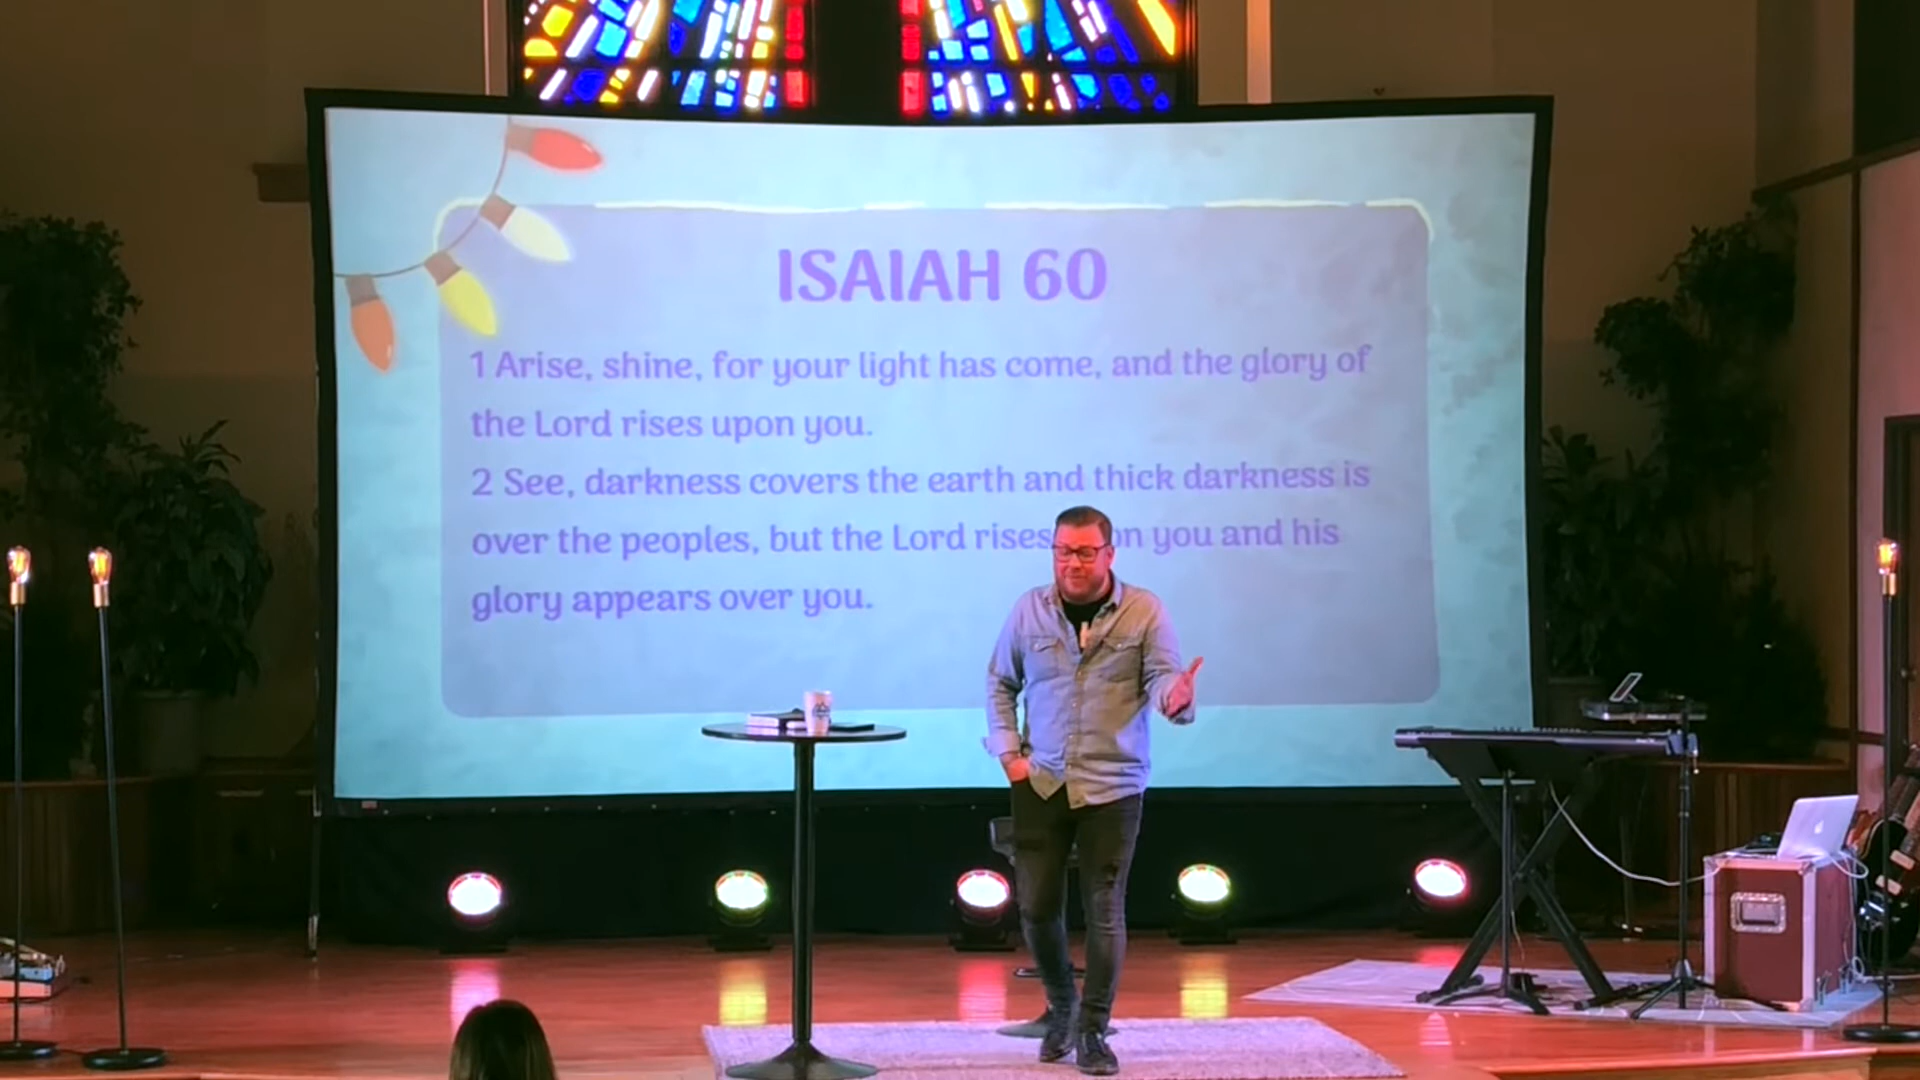 ISAIAH 60
1 Arise, shine, for your light has come, and the glory of
the Lord rises upon you.
2 See, darkness covers the earth and thick darkness is
over the peoples, but the Lord rises on you and his
glory appears over you.